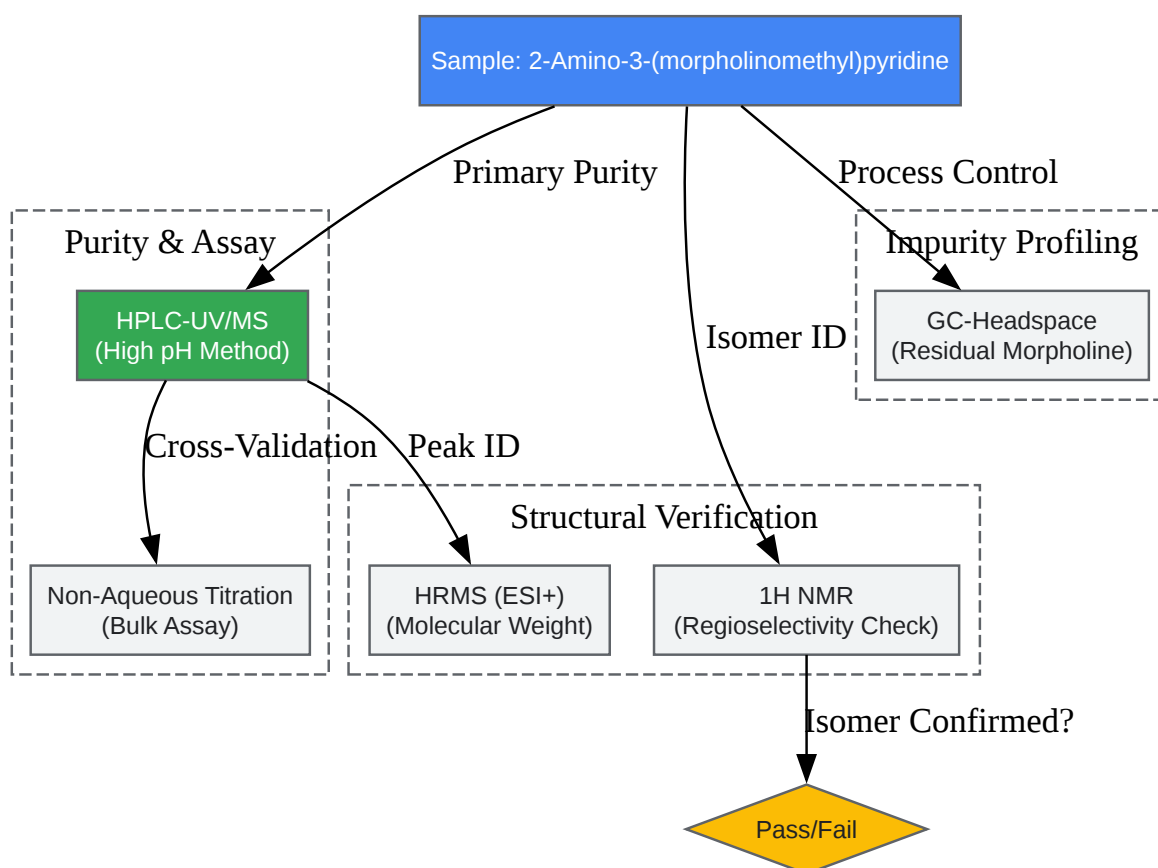 Sample: 2-Amino-3-(morpholinomethyl)pyridine
Primary Purity
Process Control
Purity & Assay
Impurity Profiling
HPLC-UV/MS
(High pH Method)
Isomer ID
GC-Headspace
(Residual Morpholine)
Cross-Validation
Peak ID
Structural Verification
Non-Aqueous Titration
(Bulk Assay)
HRMS (ESI+)
(Molecular Weight)
1H NMR
(Regioselectivity Check)
Isomer Confirmed?
Pass/Fail